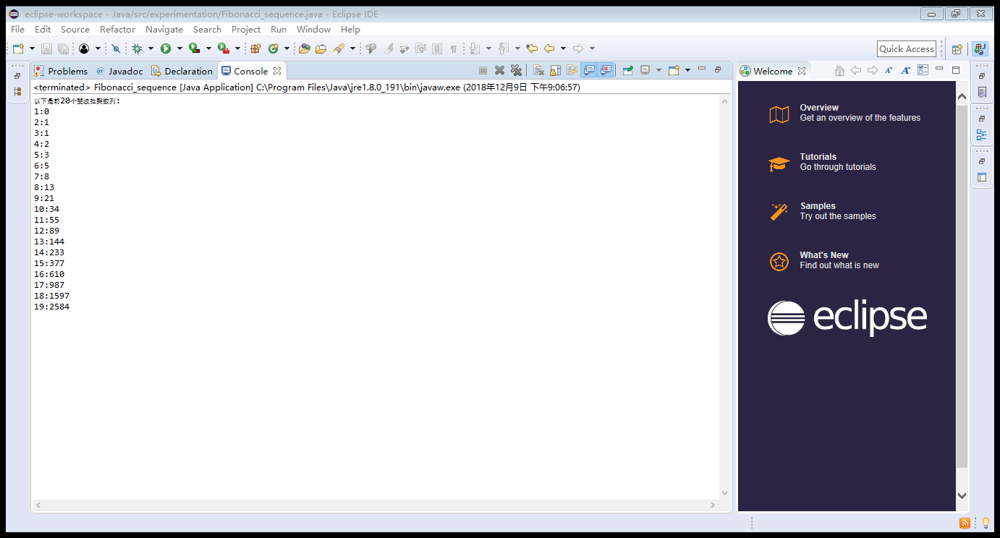 eclipse-workspace - Java/src/experimentation/Fibonacci_sequence.java - Eclipse IDE
File Edit Source Refactor Navigate Search Project Run Window Help
Quick Access
Problems @ Javadoc Declaration Console
<terminated> Fibonacci_sequence [Java Application] C:\Program Files\Java\jre1.8.0_191\bin\javaw.exe (2018年12月9日 下午9:06:57)
以下是前20个斐波拉契数列:
1:0
2:1
3:1
4:2
5:3
6:5
7:8
8:13
9:21
10:34
11:55
12:89
13:144
14:233
15:377
16:610
17:987
18:1597
19:2584
Welcome
Overview
Get an overview of the features
Tutorials
Go through tutorials
Samples
Try out the samples
What's New
Find out what is new
eclipse